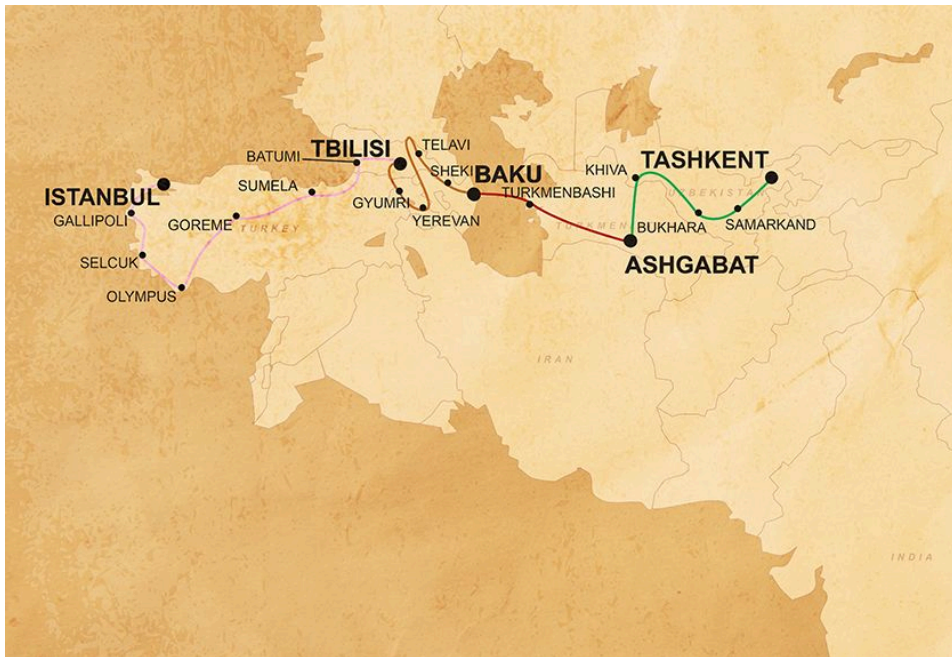 TELAVI
TBILISI
BATUMI
SHEKI
TASHKENT
KHIVA
ISTANBUL
SUMELA
BAKU
TURKMENBASHI
UZBEKISTAN
GALLIPOLI
GOREME
TURKEY
GYUMRI
YEREVAN
TURKMEN
BUKHARA
SAMARKAND
SELCUK
ASHGABAT
OLYMPUS
IRAN
INDIA